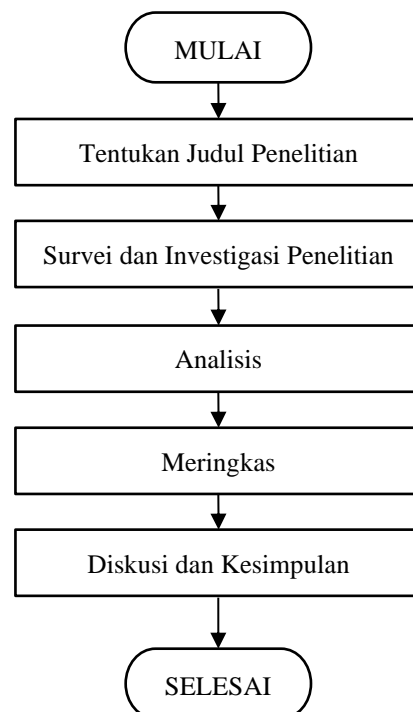 MULAI
Tentukan Judul Penelitian
Survei dan Investigasi Penelitian
Analisis
Meringkas
Diskusi dan Kesimpulan
SELESAI